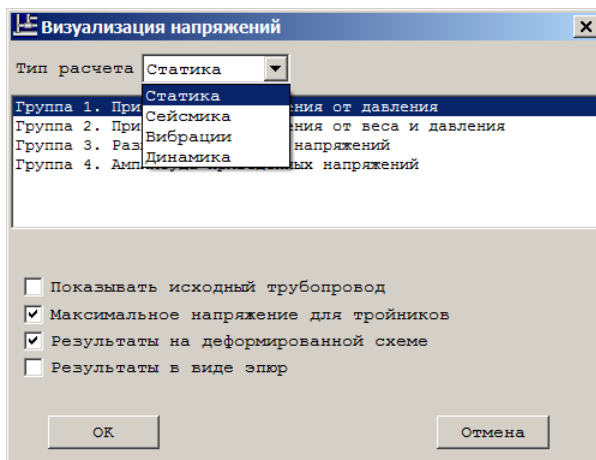 Визуализация напряжений
Тип расчета Статика
Статика
Сейсмика
Вибрации
Динамика
Группа 1. При ения от давления
Группа 2. При ения от веса и давления
Группа 3. Раз напряжений
Группа 4. напряжений
Показывать исходный трубопровод
Максимальное напряжение для тройников
Результаты на деформированной схеме
Результаты в виде эпюр
OK Отмена